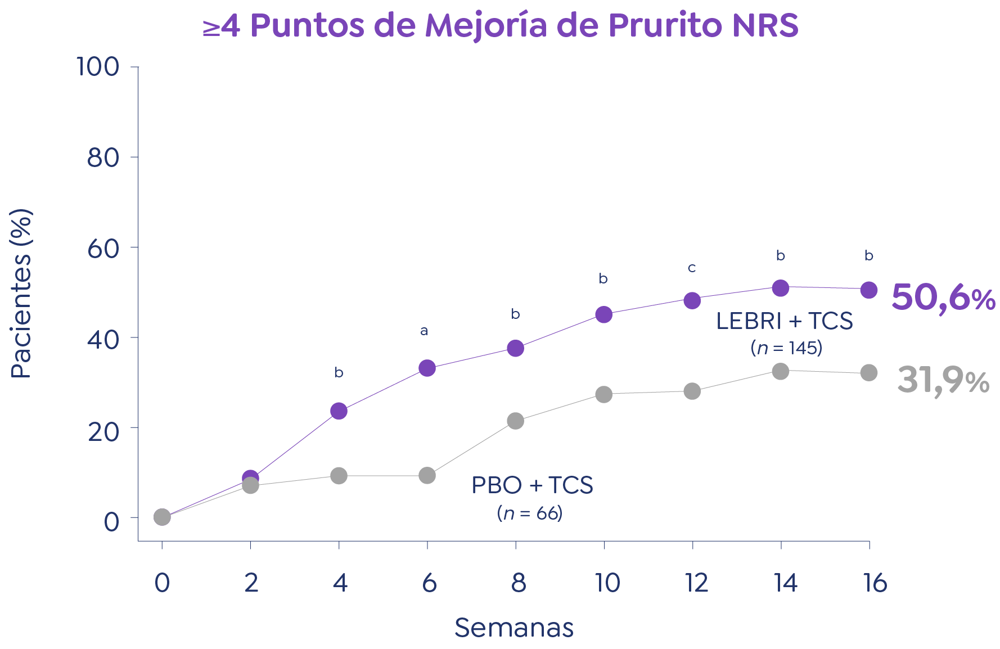 ≥4 Puntos de Mejoría de Prurito NRS
100
80
60
40
20
0
Pacientes (%)
b
a
b
b
c
b
b
50,6%
LEBRI + TCS
(n = 145)
31,9%
PBO + TCS
(n = 66)
0 2 4 6 8 10 12 14 16
Semanas